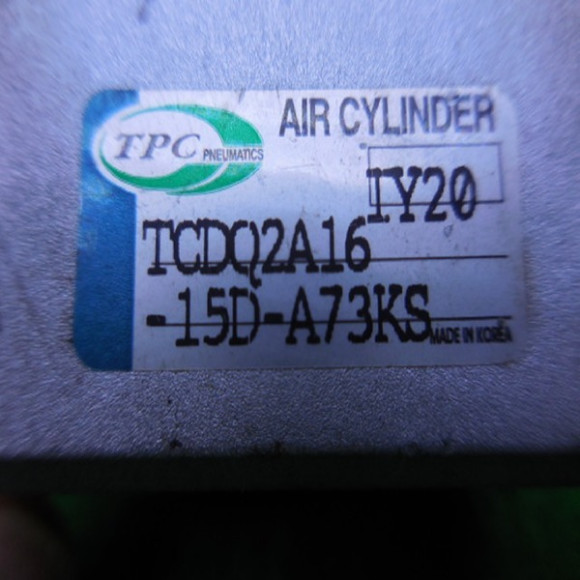 TPC PNEUMATICS
AIR CYLINDER
IY20
TCDQ2A16
-15D-A73KS
MADE IN KOREA